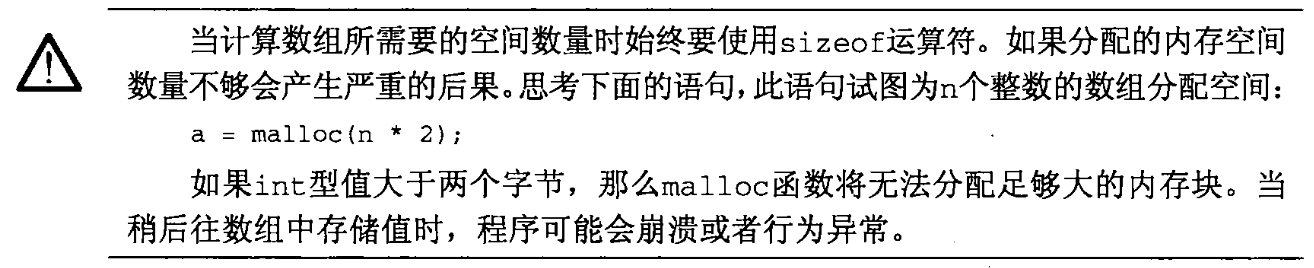 当计算数组所需要的空间数量时始终要使用sizeof运算符。如果分配的内存空间
数量不够会产生严重的后果。思考下面的语句，此语句试图为n个整数的数组分配空间：
a = malloc(n * 2);
如果int型值大于两个字节，那么malloc函数将无法分配足够大的内存块。当
稍后往数组中存储值时，程序可能会崩溃或者行为异常。